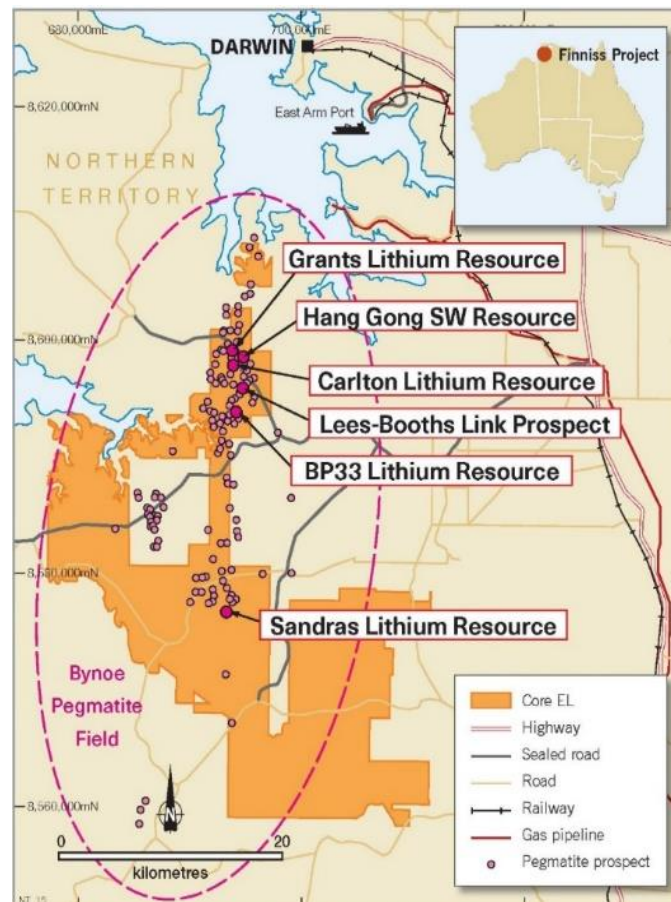 680,000mE
700,000mE
DARWIN
Finniss Project
8,620,000mN
East Arm Port
NORTHERN
TERRITORY
Grants Lithium Resource
Hang Gong SW Resource
8,600,000mN
Carlton Lithium Resource
Lees-Booths Link Prospect
BP33 Lithium Resource
8,580,000mN
Sandras Lithium Resource
Bynoe
Pegmatite
Field
8,560,000mN
N
0 20
kilometres
Core EL
Highway
Sealed road
Road
Railway
Gas pipeline
Pegmatite prospect